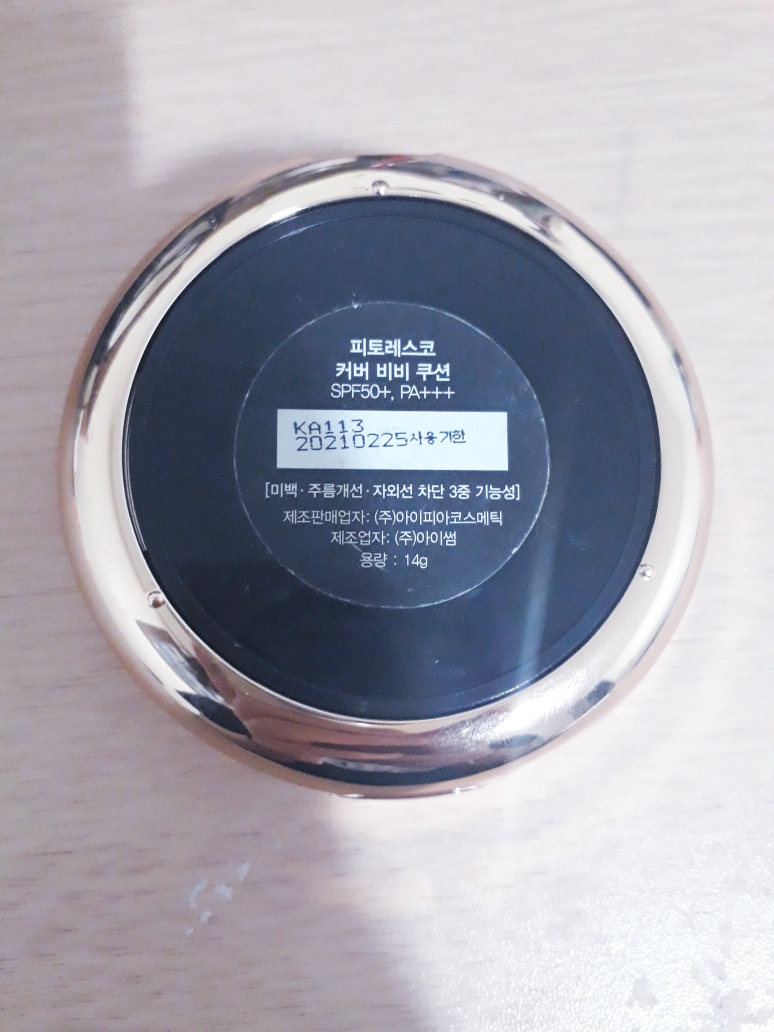 피토레스코
커버 비비 쿠션
SPF50+, PA+++
KA113
20210225사용기한
[미백·주름개선·자외선 차단 3중 기능성]
제조판매업자: (주)아이피아코스메틱
제조업자: (주)아이썸
용량 : 14g